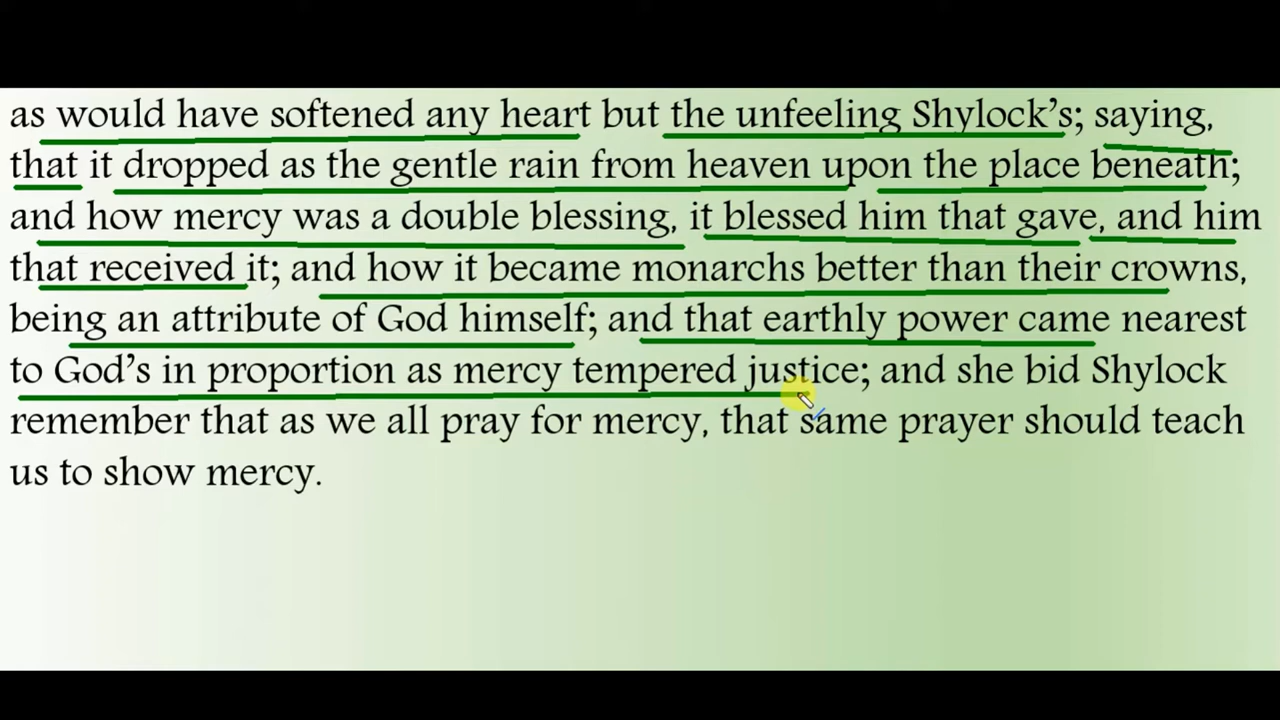 as would have softened any heart but the unfeeling Shylock's; saying,
that it dropped as the gentle rain from heaven upon the place beneath;
and how mercy was a double blessing, it blessed him that gave, and him
that received it; and how it became monarchs better than their crowns,
being an attribute of God himself; and that earthly power came nearest
to God's in proportion as mercy tempered justice; and she bid Shylock
remember that as we all pray for mercy, that same prayer should teach
us to show mercy.